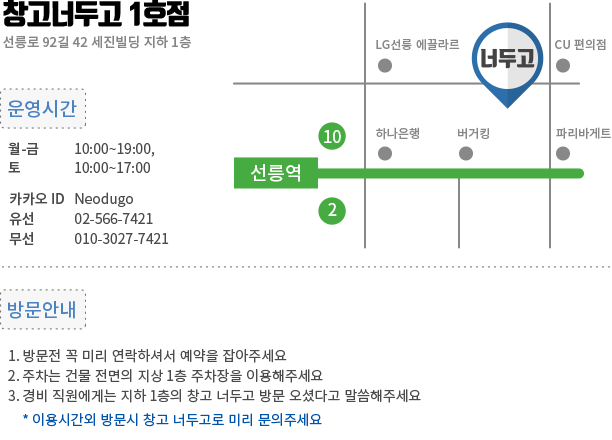 창고너두고 1호점
선릉로 92길 42 세진빌딩 지하 1층
운영시간
월-금 10:00~19:00,
토 10:00~17:00
카카오 ID Neodugo
유선 02-566-7421
무선 010-3027-7421
LG선릉 에끌라르
너두고
CU 편의점
10
하나은행
버거킹
파리바게트
선릉역
2
방문안내
1. 방문전 꼭 미리 연락하셔서 예약을 잡아주세요
2. 주차는 건물 전면의 지상 1층 주차장을 이용해주세요
3. 경비 직원에게는 지하 1층의 창고 너두고 방문 오셨다고 말씀해주세요
* 이용시간외 방문시 창고 너두고로 미리 문의주세요